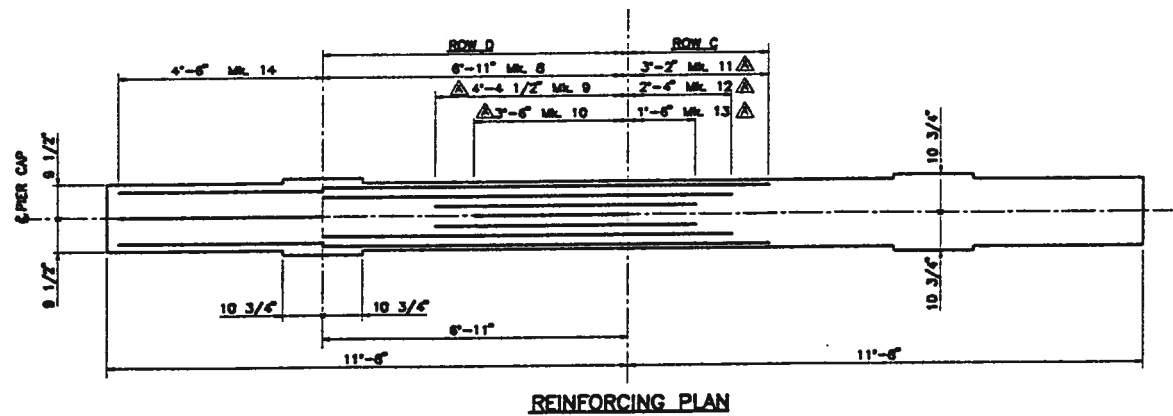 ROW D
ROW C
4'-6" Mk. 14
6'-11" Mk. 8
3'-2" Mk. 11 A
A 4'-4 1/2" Mk. 9
2'-4" Mk. 12 A
A 3'-6" Mk. 10
1'-6" Mk. 13 A
9 1/2"
10 3/4"
℄ PIER CAP
9 1/2"
10 3/4"
10 3/4"
10 3/4"
6'-11"
11'-6"
11'-6"
REINFORCING PLAN